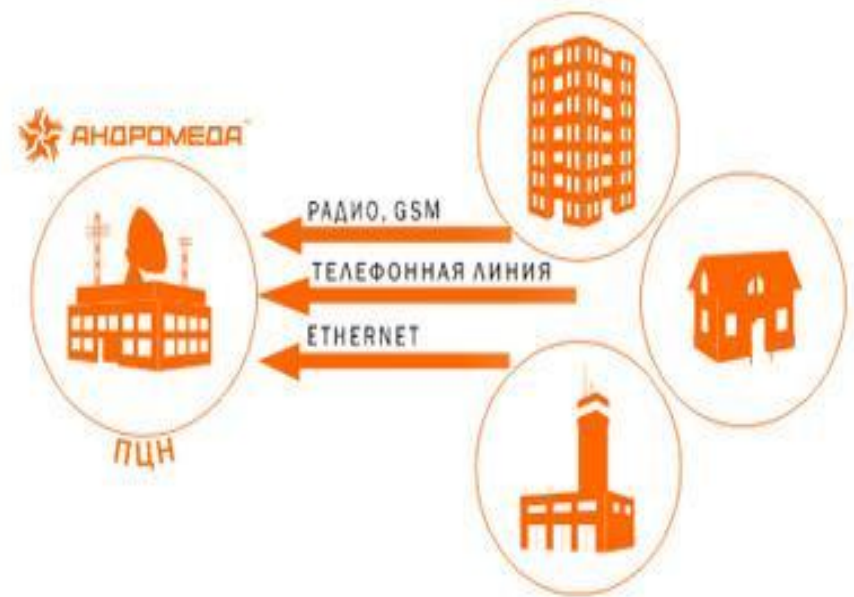 АНДРОМЕДА
РАДИО, GSM
ТЕЛЕФОННАЯ ЛИНИЯ
ETHERNET
ПЦН